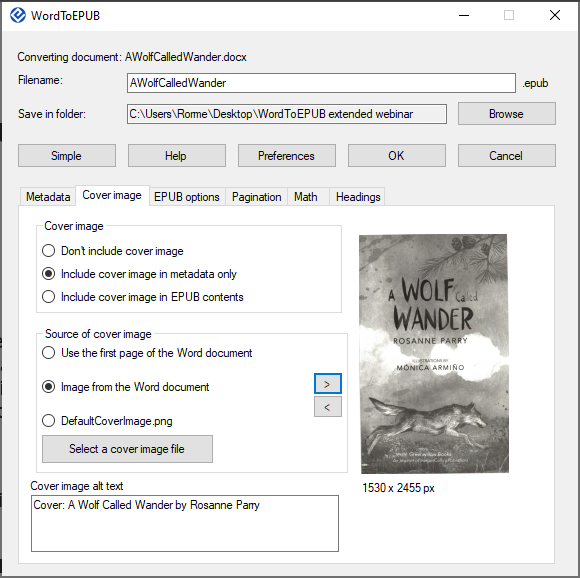 WordToEPUB
Converting document: AWolfCalledWander.docx
Filename:
AWolfCalledWander
.epub
Save in folder:
C:\Users\Rorme\Desktop\WordToEPUB extended webinar
Browse
Simple
Help
Preferences
OK
Cancel
Metadata
Cover image
EPUB options
Pagination
Math
Headings
Cover image
Don't include cover image
Include cover image in metadata only
Include cover image in EPUB contents
Source of cover image
Use the first page of the Word document
Image from the Word document
>
<
DefaultCoverImage.png
Select a cover image file
Cover image alt text
Cover: A Wolf Called Wander by Rosanne Parry
A WOLF Called
WANDER
ROSANNE PARRY
ILLUSTRATIONS BY
MÓNICA ARMIÑO
Greenwillow Books
1530 x 2455 px